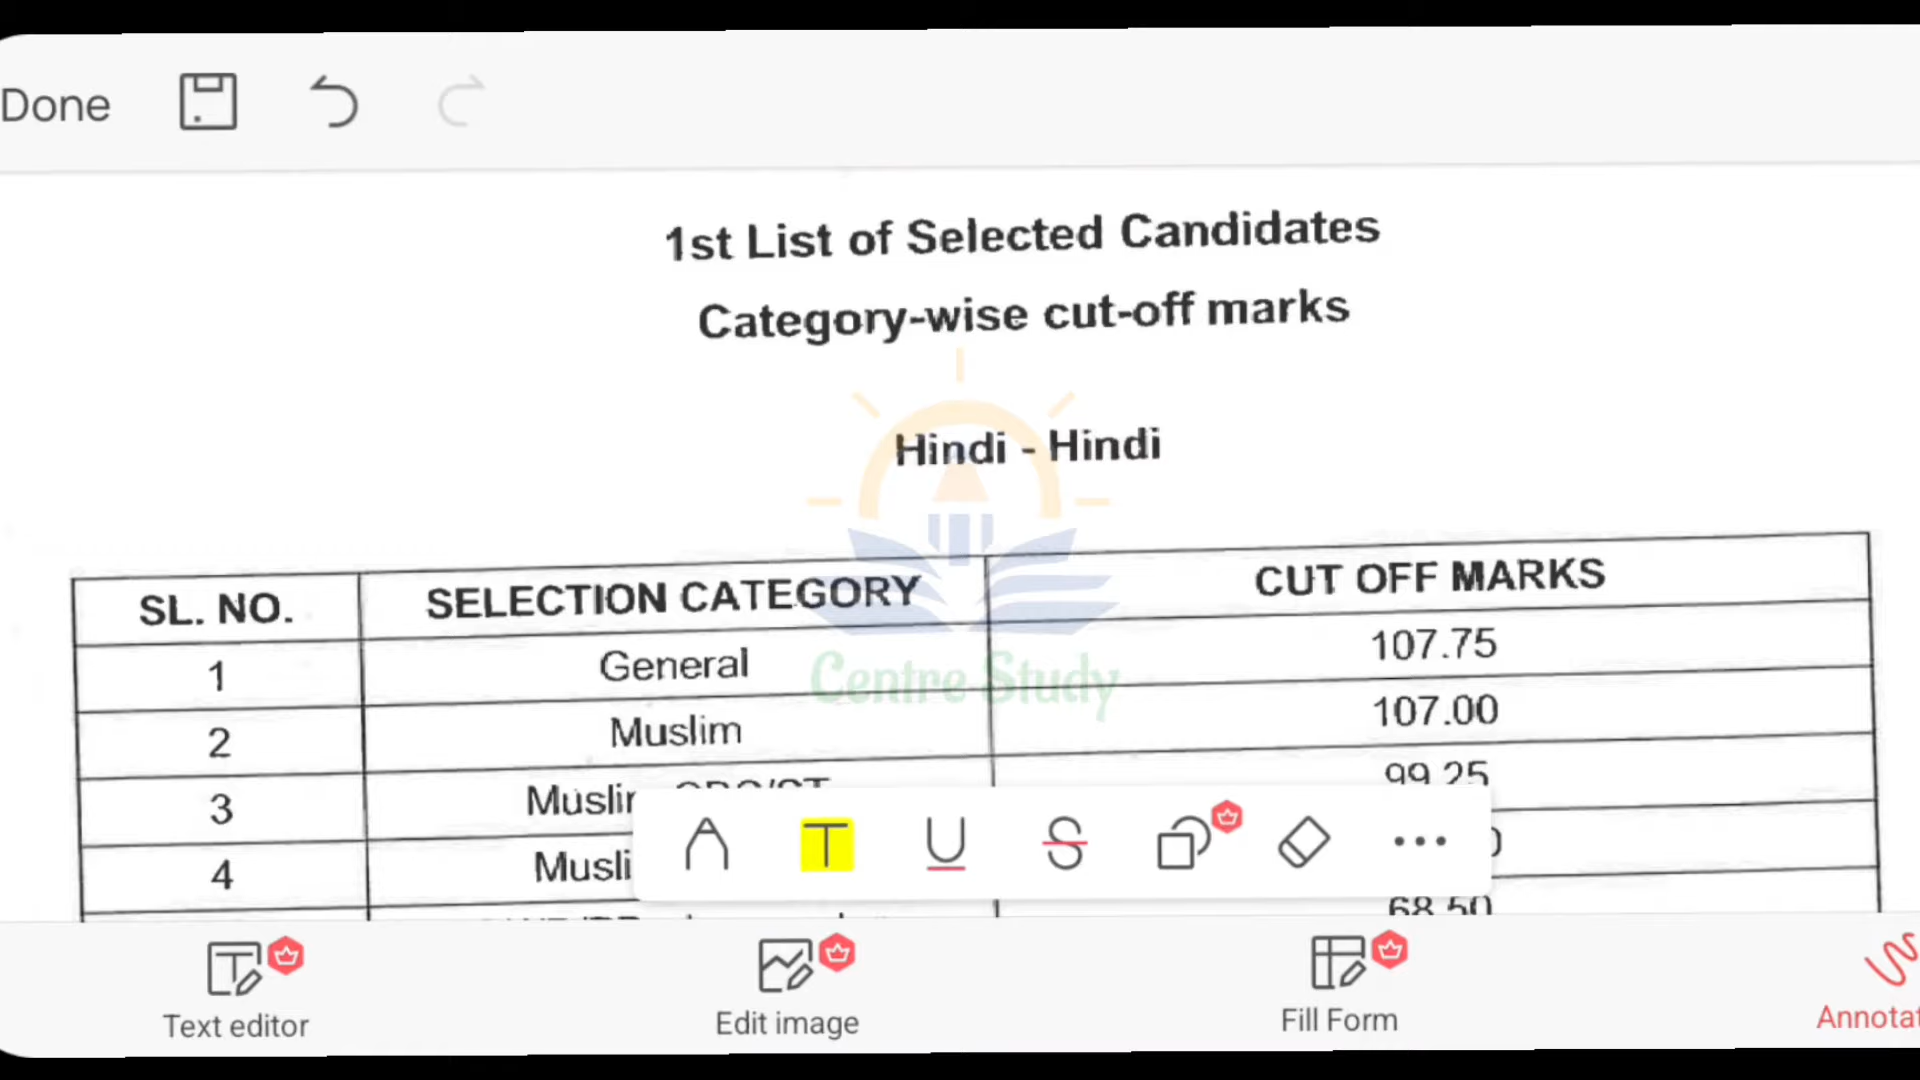 Done
1st List of Selected Candidates
Category-wise cut-off marks
Hindi - Hindi
SL. NO. SELECTION CATEGORY CUT OFF MARKS
1 General 107.75
2 Muslim 107.00
3 99.25
4
68.50
Centre Study
Text editor Edit image Fill Form